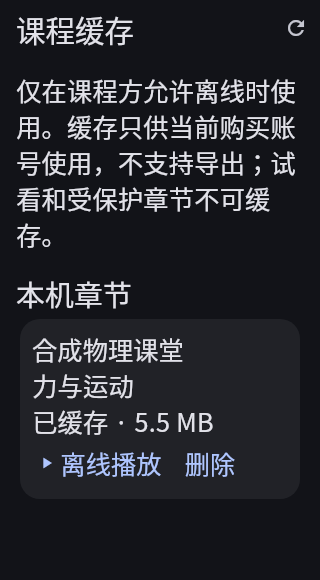 课程缓存
仅在课程方允许离线时使
用。缓存只供当前购买账
号使用，不支持导出；试
看和受保护章节不可缓
存。
本机章节
合成物理课堂
力与运动
已缓存 · 5.5 MB
离线播放 删除